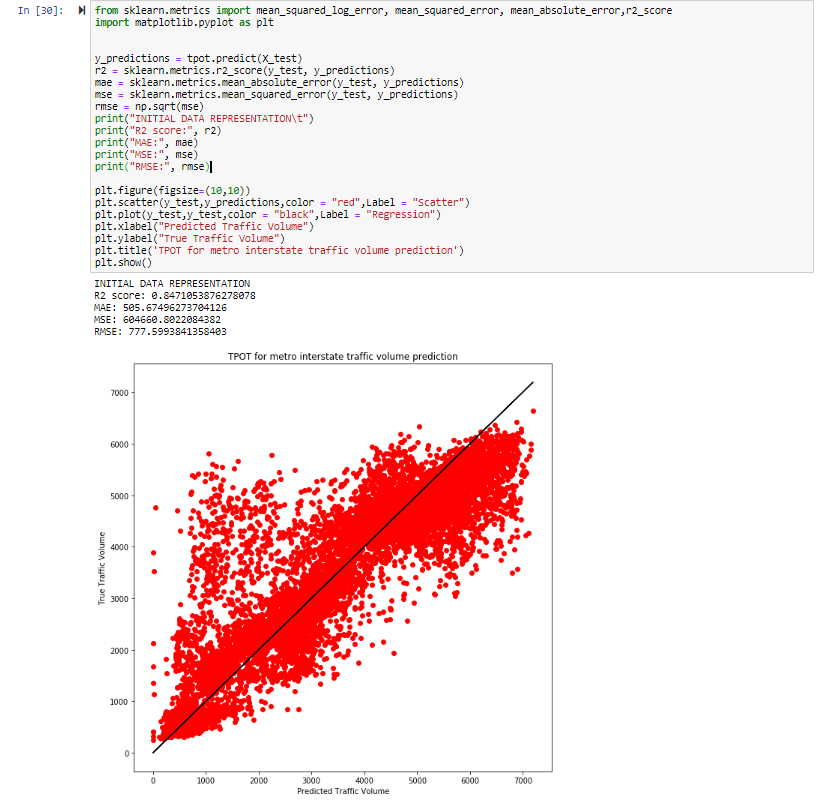 In [30]:
from sklearn.metrics import mean_squared_log_error, mean_squared_error, mean_absolute_error,r2_score
import matplotlib.pyplot as plt
y_predictions = tpot.predict(X_test)
r2 = sklearn.metrics.r2_score(y_test, y_predictions)
mae = sklearn.metrics.mean_absolute_error(y_test, y_predictions)
mse = sklearn.metrics.mean_squared_error(y_test, y_predictions)
rmse = np.sqrt(mse)
print("INITIAL DATA REPRESENTATION\t")
print("R2 score:", r2)
print("MAE:", mae)
print("MSE:", mse)
print("RMSE:", rmse)
plt.figure(figsize=(10,10))
plt.scatter(y_test,y_predictions,color = "red",Label = "Scatter")
plt.plot(y_test,y_test,color = "black",Label = "Regression")
plt.xlabel("Predicted Traffic Volume")
plt.ylabel("True Traffic Volume")
plt.title('TPOT for metro interstate traffic volume prediction')
plt.show()
INITIAL DATA REPRESENTATION
R2 score: 0.8471053876278078
MAE: 505.67496273704126
MSE: 604660.8022084382
RMSE: 777.5993841358403
TPOT for metro interstate traffic volume prediction
7000
6000
5000
4000
3000
2000
1000
0
True Traffic Volume
0 1000 2000 3000 4000 5000 6000 7000
Predicted Traffic Volume